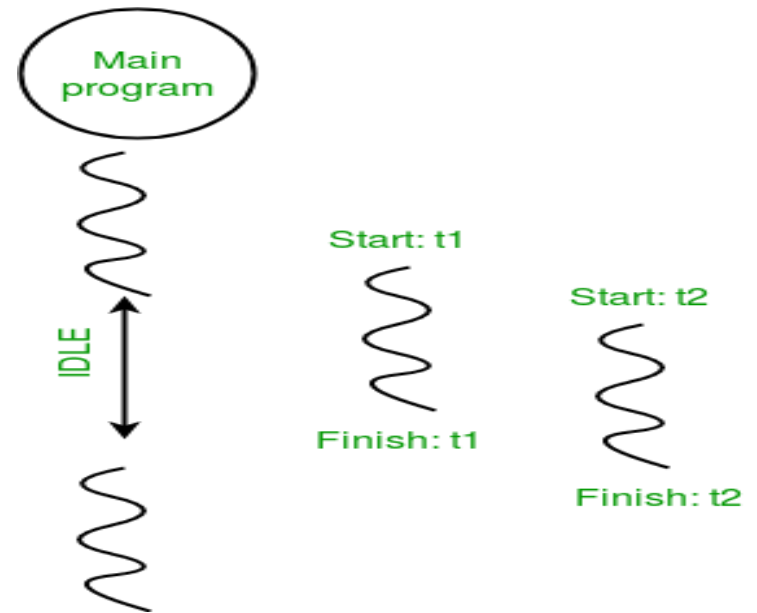 Main
program
Start: t1
Start: t2
IDLE
Finish: t1
Finish: t2